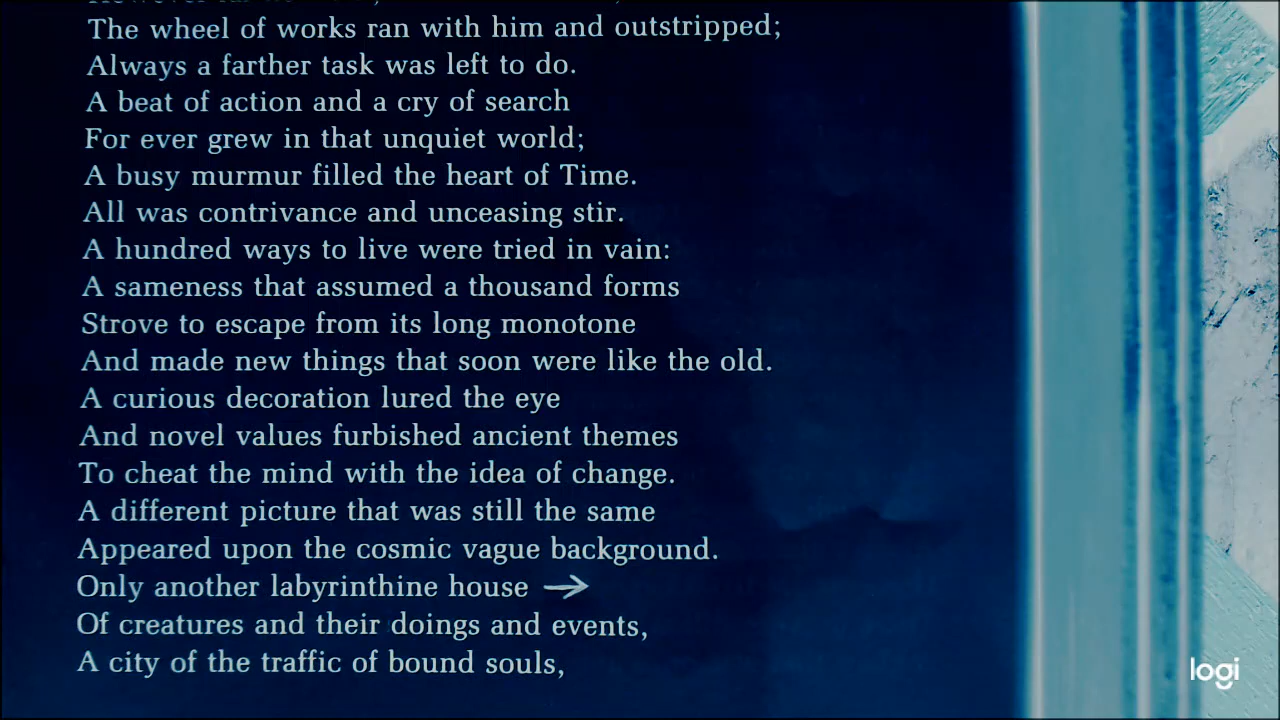 The wheel of works ran with him and outstripped;
Always a farther task was left to do.
A beat of action and a cry of search
For ever grew in that unquiet world;
A busy murmur filled the heart of Time.
All was contrivance and unceasing stir.
A hundred ways to live were tried in vain:
A sameness that assumed a thousand forms
Strove to escape from its long monotone
And made new things that soon were like the old.
A curious decoration lured the eye
And novel values furbished ancient themes
To cheat the mind with the idea of change.
A different picture that was still the same
Appeared upon the cosmic vague background.
Only another labyrinthine house →
Of creatures and their doings and events,
A city of the traffic of bound souls,
logi